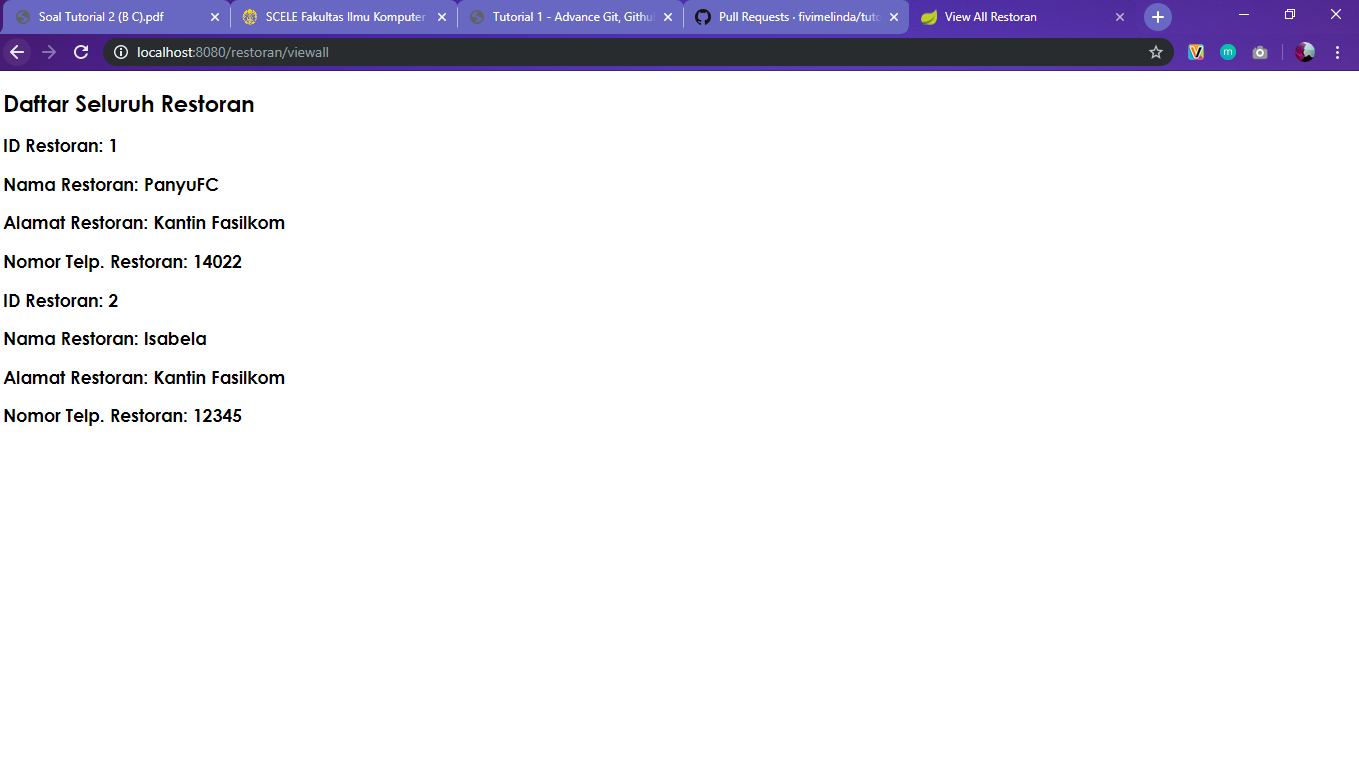 Soal Tutorial 2 (B C).pdf
SCELE Fakultas Ilmu Komputer
Tutorial 1 - Advance Git, Githu
Pull Requests · fivimelinda/tuto
View All Restoran
localhost:8080/restoran/viewall
Daftar Seluruh Restoran
ID Restoran: 1
Nama Restoran: PanyuFC
Alamat Restoran: Kantin Fasilkom
Nomor Telp. Restoran: 14022
ID Restoran: 2
Nama Restoran: Isabela
Alamat Restoran: Kantin Fasilkom
Nomor Telp. Restoran: 12345